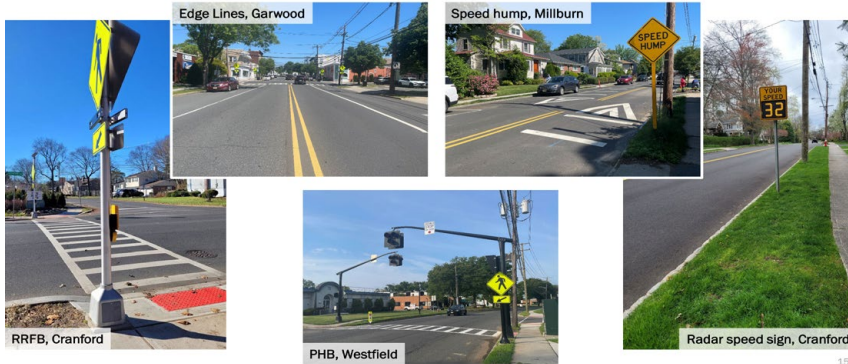 Edge Lines, Garwood
Speed hump, Millburn
SPEED
HUMP
YOUR
SPEED
32
RRFB, Cranford
PHB, Westfield
Radar speed sign, Cranford
15